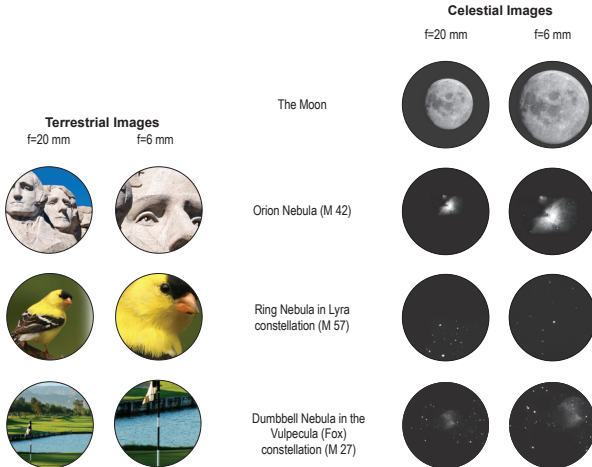 Celestial Images
f=20 mm
f=6 mm
The Moon
Terrestrial Images
f=20 mm
f=6 mm
Orion Nebula (M 42)
Ring Nebula in Lyra
constellation (M 57)
Dumbbell Nebula in the
Vulpecula (Fox)
constellation (M 27)